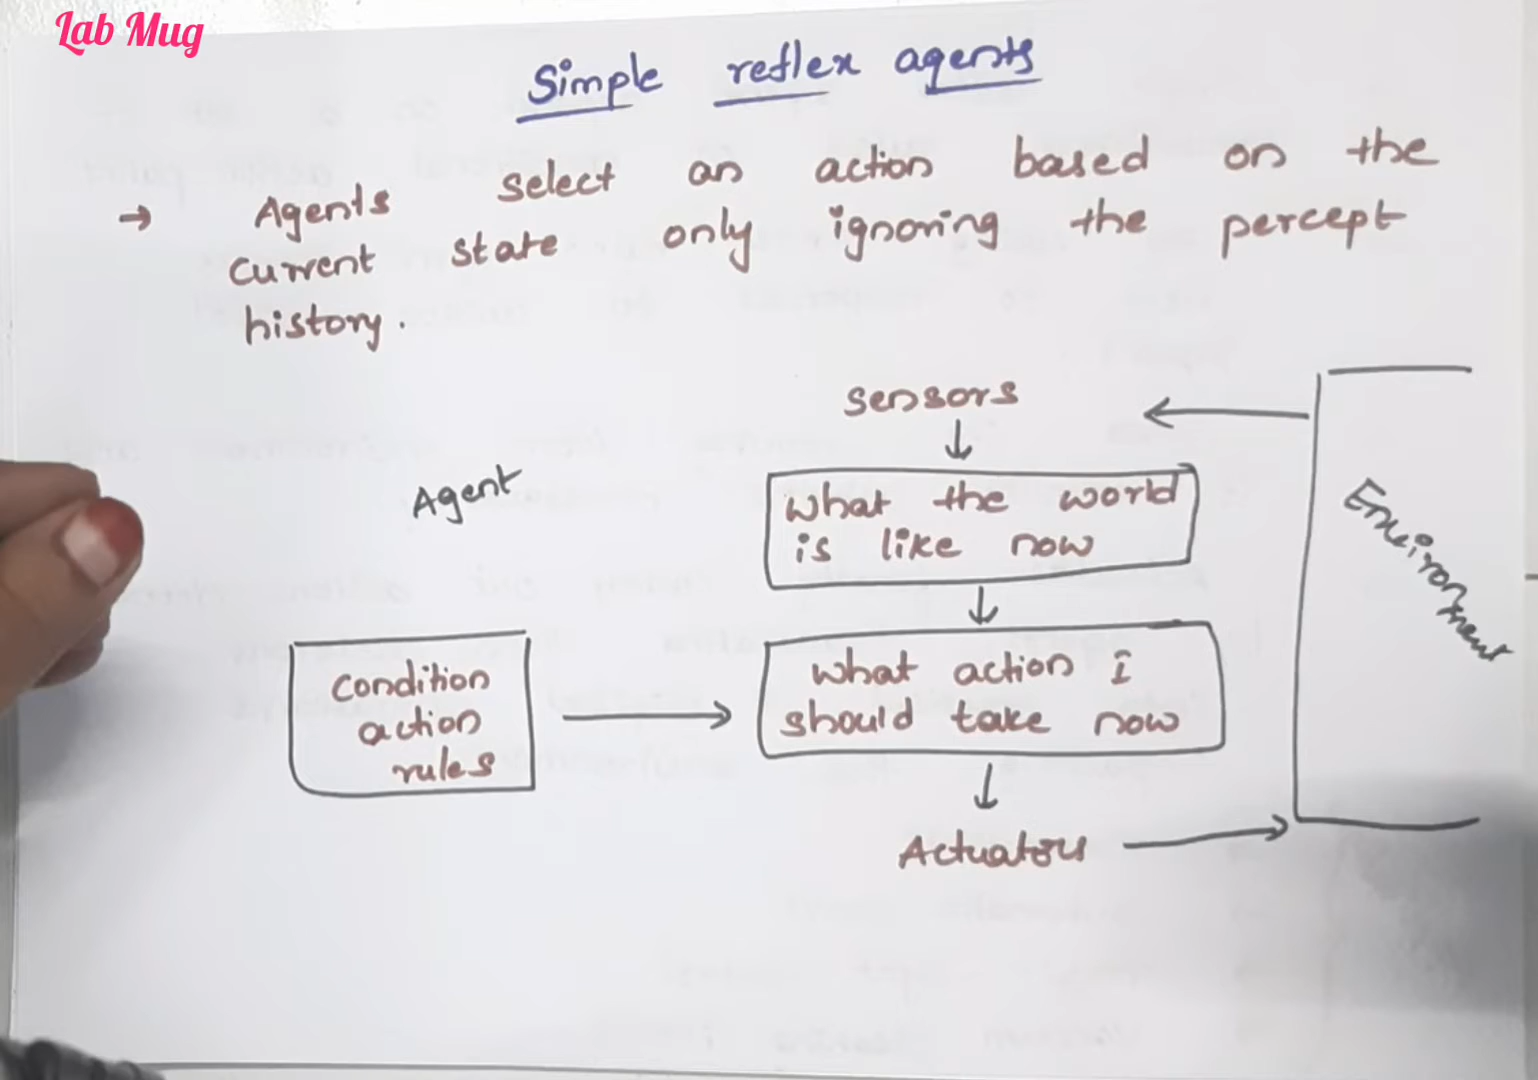 Lab Mug
Simple reflex agents
→ Agents select an action based on the
current state only ignoring the percept
history.
Sensors
Agent
What the world
is like now
Environment
Condition
action
rules
What action I
should take now
Actuators